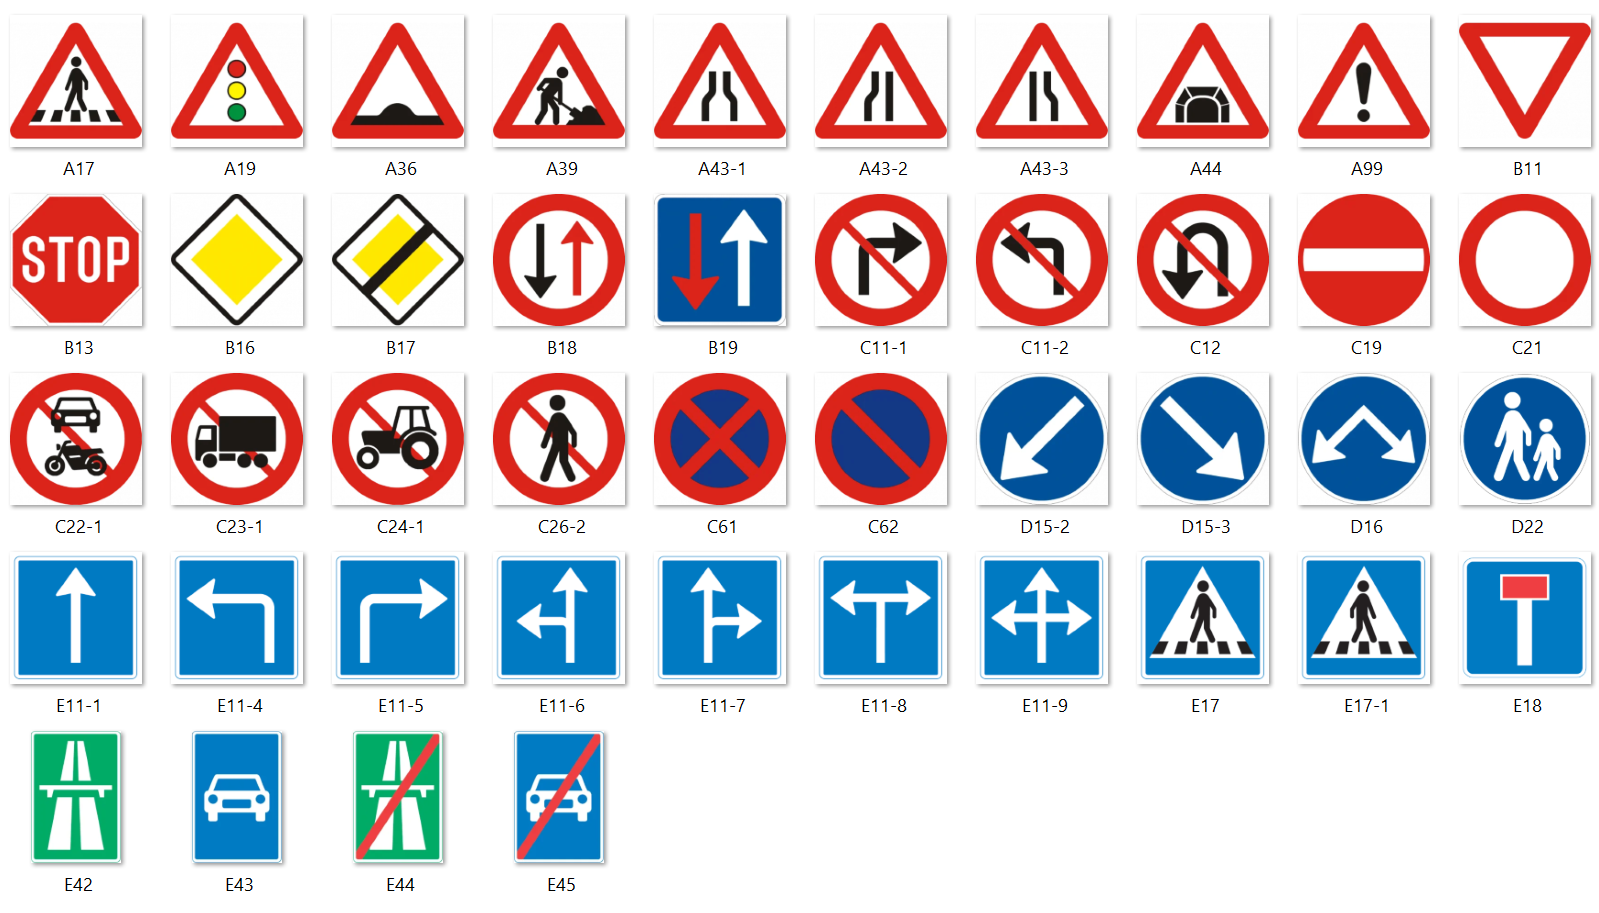 A17 A19 A36 A39 A43-1 A43-2 A43-3 A44 A99 B11
STOP
B13 B16 B17 B18 B19 C11-1 C11-2 C12 C19 C21
C22-1 C23-1 C24-1 C26-2 C61 C62 D15-2 D15-3 D16 D22
E11-1 E11-4 E11-5 E11-6 E11-7 E11-8 E11-9 E17 E17-1 E18
E42 E43 E44 E45